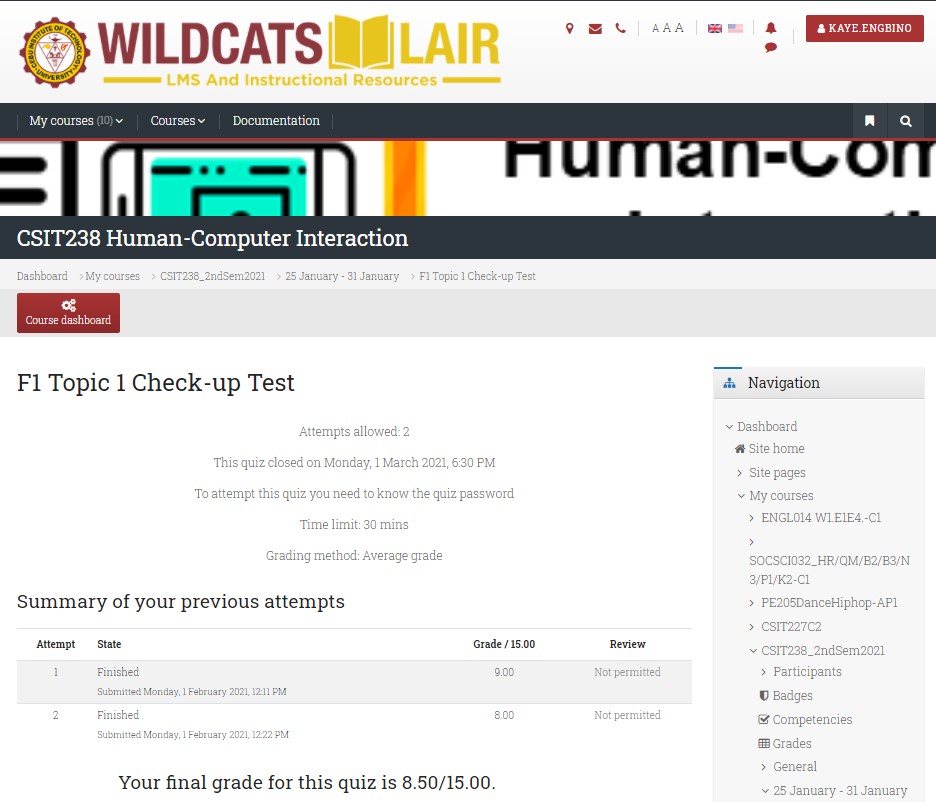 CEBU INSTITUTE OF TECHNOLOGY
UNIVERSITY
WILDCATS LAIR
LMS And Instructional Resources
A A A
KAYE.ENGBINO
My courses (10)
Courses
Documentation
Human-Com
CSIT238 Human-Computer Interaction
Dashboard > My courses > CSIT238_2ndSem2021 > 25 January - 31 January > F1 Topic 1 Check-up Test
Course dashboard
F1 Topic 1 Check-up Test
Attempts allowed: 2
This quiz closed on Monday, 1 March 2021, 6:30 PM
To attempt this quiz you need to know the quiz password
Time limit: 30 mins
Grading method: Average grade
Summary of your previous attempts
Attempt State Grade / 15.00 Review
1 Finished 9.00 Not permitted
Submitted Monday, 1 February 2021, 12:11 PM
2 Finished 8.00 Not permitted
Submitted Monday, 1 February 2021, 12:22 PM
Your final grade for this quiz is 8.50/15.00.
Navigation
Dashboard
Site home
Site pages
My courses
ENGL014 W1.E1E4.-C1
SOCSCI032_HR/QM/B2/B3/N
3/P1/K2-C1
PE205DanceHiphop-AP1
CSIT227C2
CSIT238_2ndSem2021
Participants
Badges
Competencies
Grades
General
25 January - 31 January